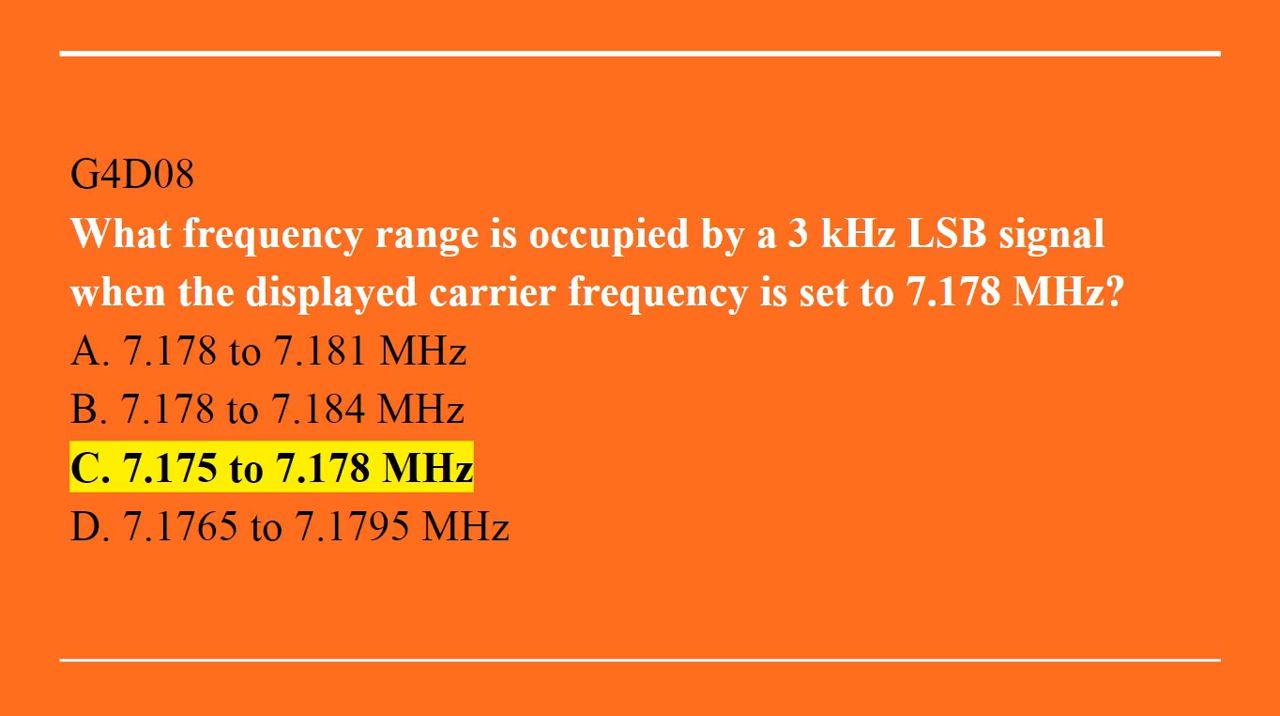 G4D08
What frequency range is occupied by a 3 kHz LSB signal
when the displayed carrier frequency is set to 7.178 MHz?
A. 7.178 to 7.181 MHz
B. 7.178 to 7.184 MHz
C. 7.175 to 7.178 MHz
D. 7.1765 to 7.1795 MHz